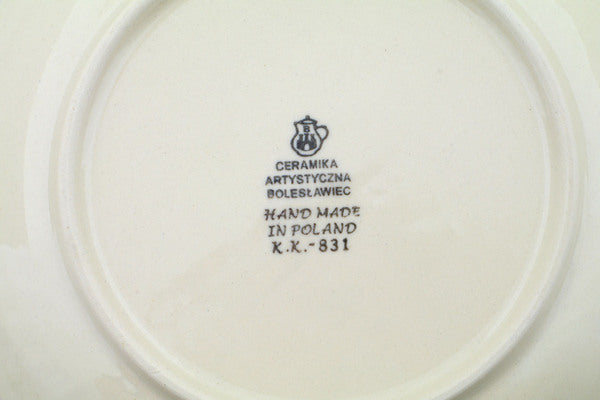 B
CERAMIKA
ARTYSTYCZNA
BOLESŁAWIEC
HAND MADE
IN POLAND
K.K.-831